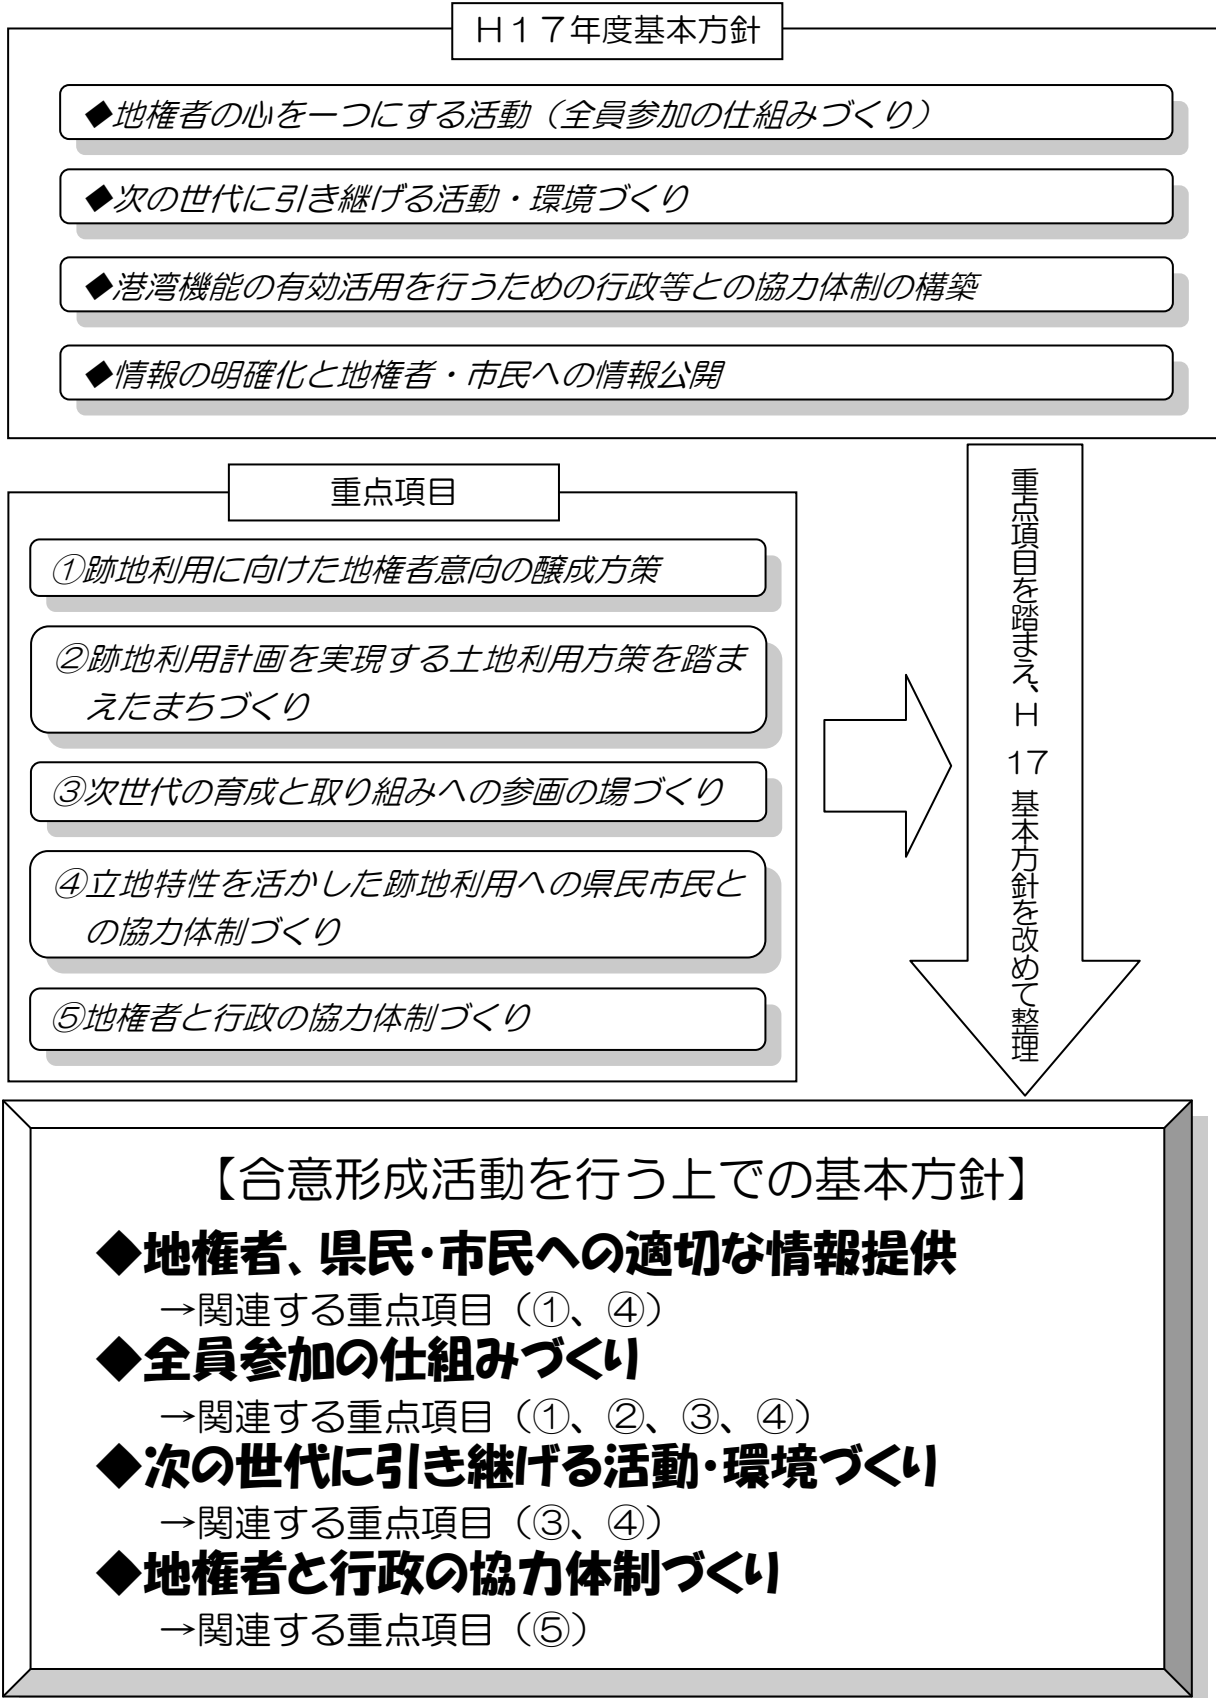 H17年度基本方針
◆地権者の心を一つにする活動（全員参加の仕組みづくり）
◆次の世代に引き継げる活動・環境づくり
◆港湾機能の有効活用を行うための行政等との協力体制の構築
◆情報の明確化と地権者・市民への情報公開
重点項目
①跡地利用に向けた地権者意向の醸成方策
②跡地利用計画を実現する土地利用方策を踏ま
えたまちづくり
③次世代の育成と取り組みへの参画の場づくり
④立地特性を活かした跡地利用への県民市民と
の協力体制づくり
⑤地権者と行政の協力体制づくり
重点項目を踏まえ、H17基本方針を改めて整理
【合意形成活動を行う上での基本方針】
◆地権者、県民・市民への適切な情報提供
→関連する重点項目（①、④）
◆全員参加の仕組みづくり
→関連する重点項目（①、②、③、④）
◆次の世代に引き継げる活動・環境づくり
→関連する重点項目（③、④）
◆地権者と行政の協力体制づくり
→関連する重点項目（⑤）